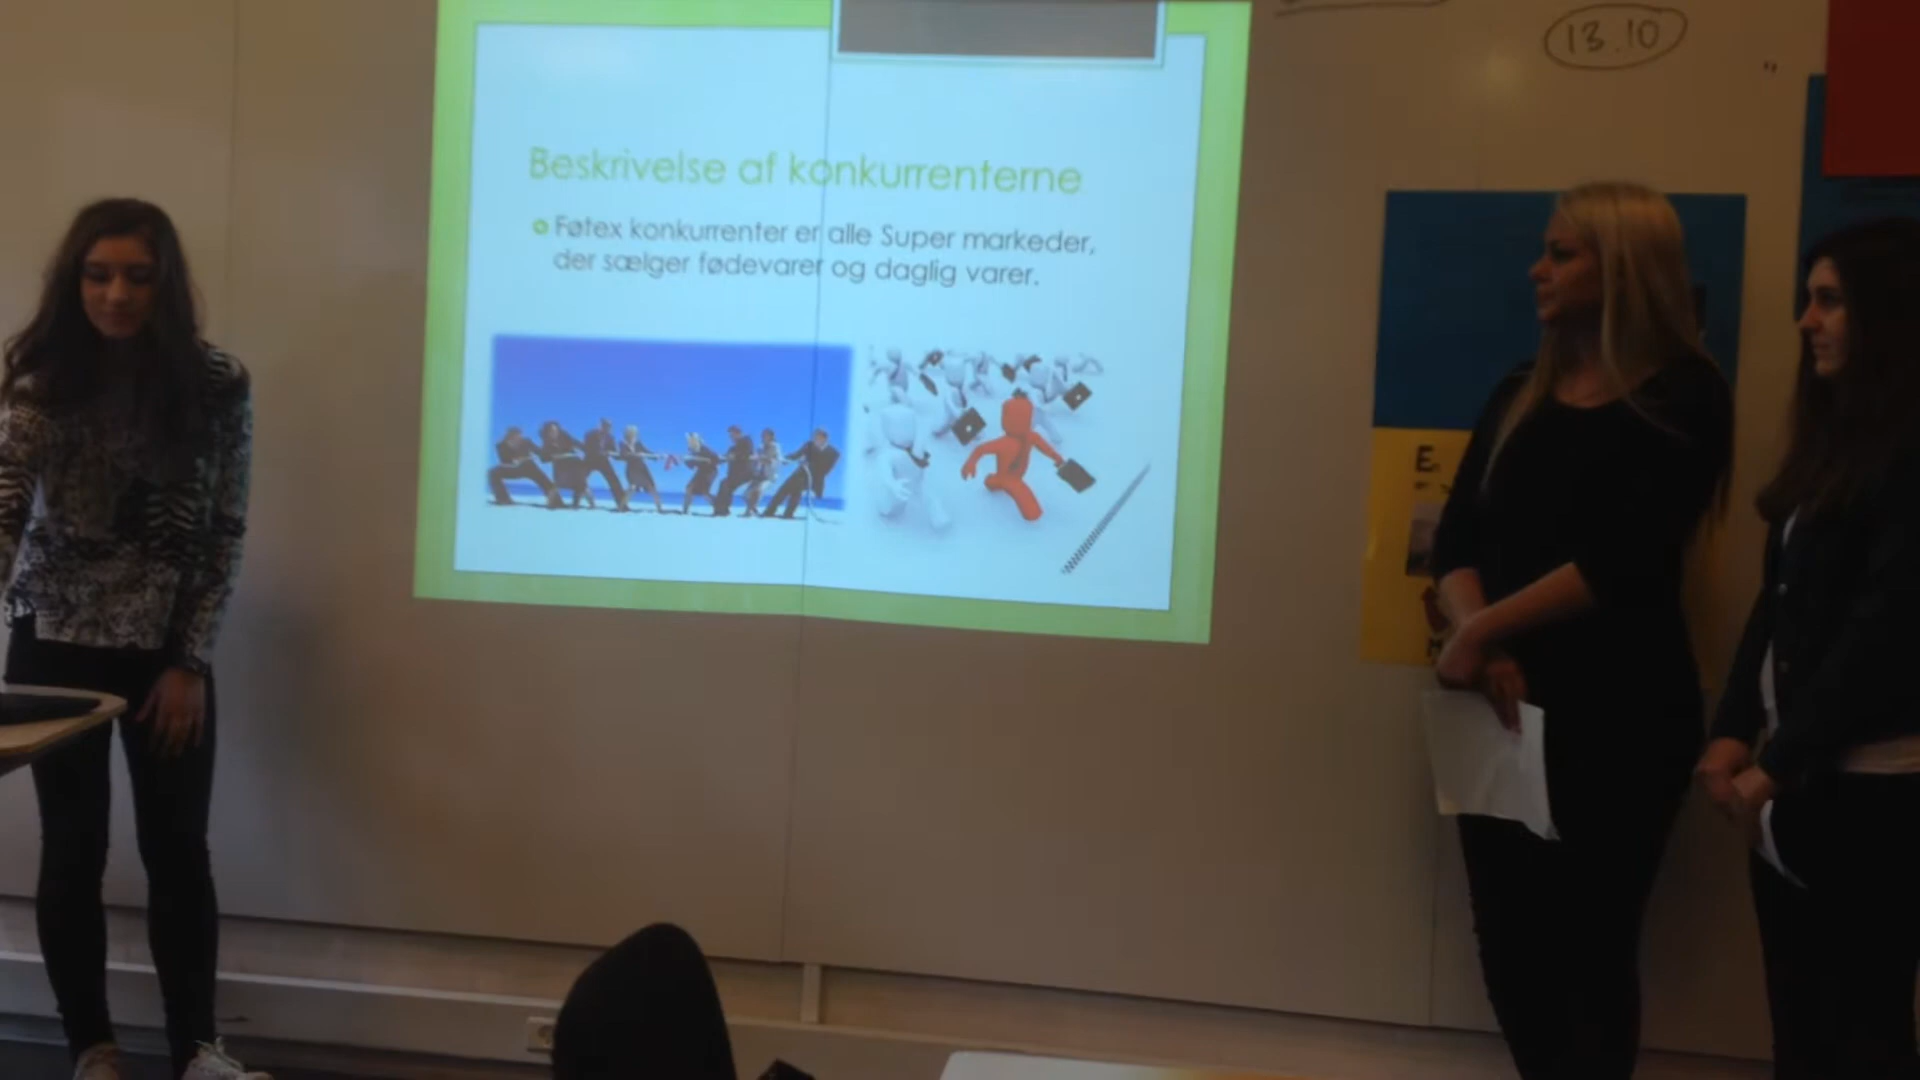 13.10
Beskrivelse af konkurrenterne
Føtex konkurrenter er alle Super markeder,
der sælger fødevarer og daglig varer.
E